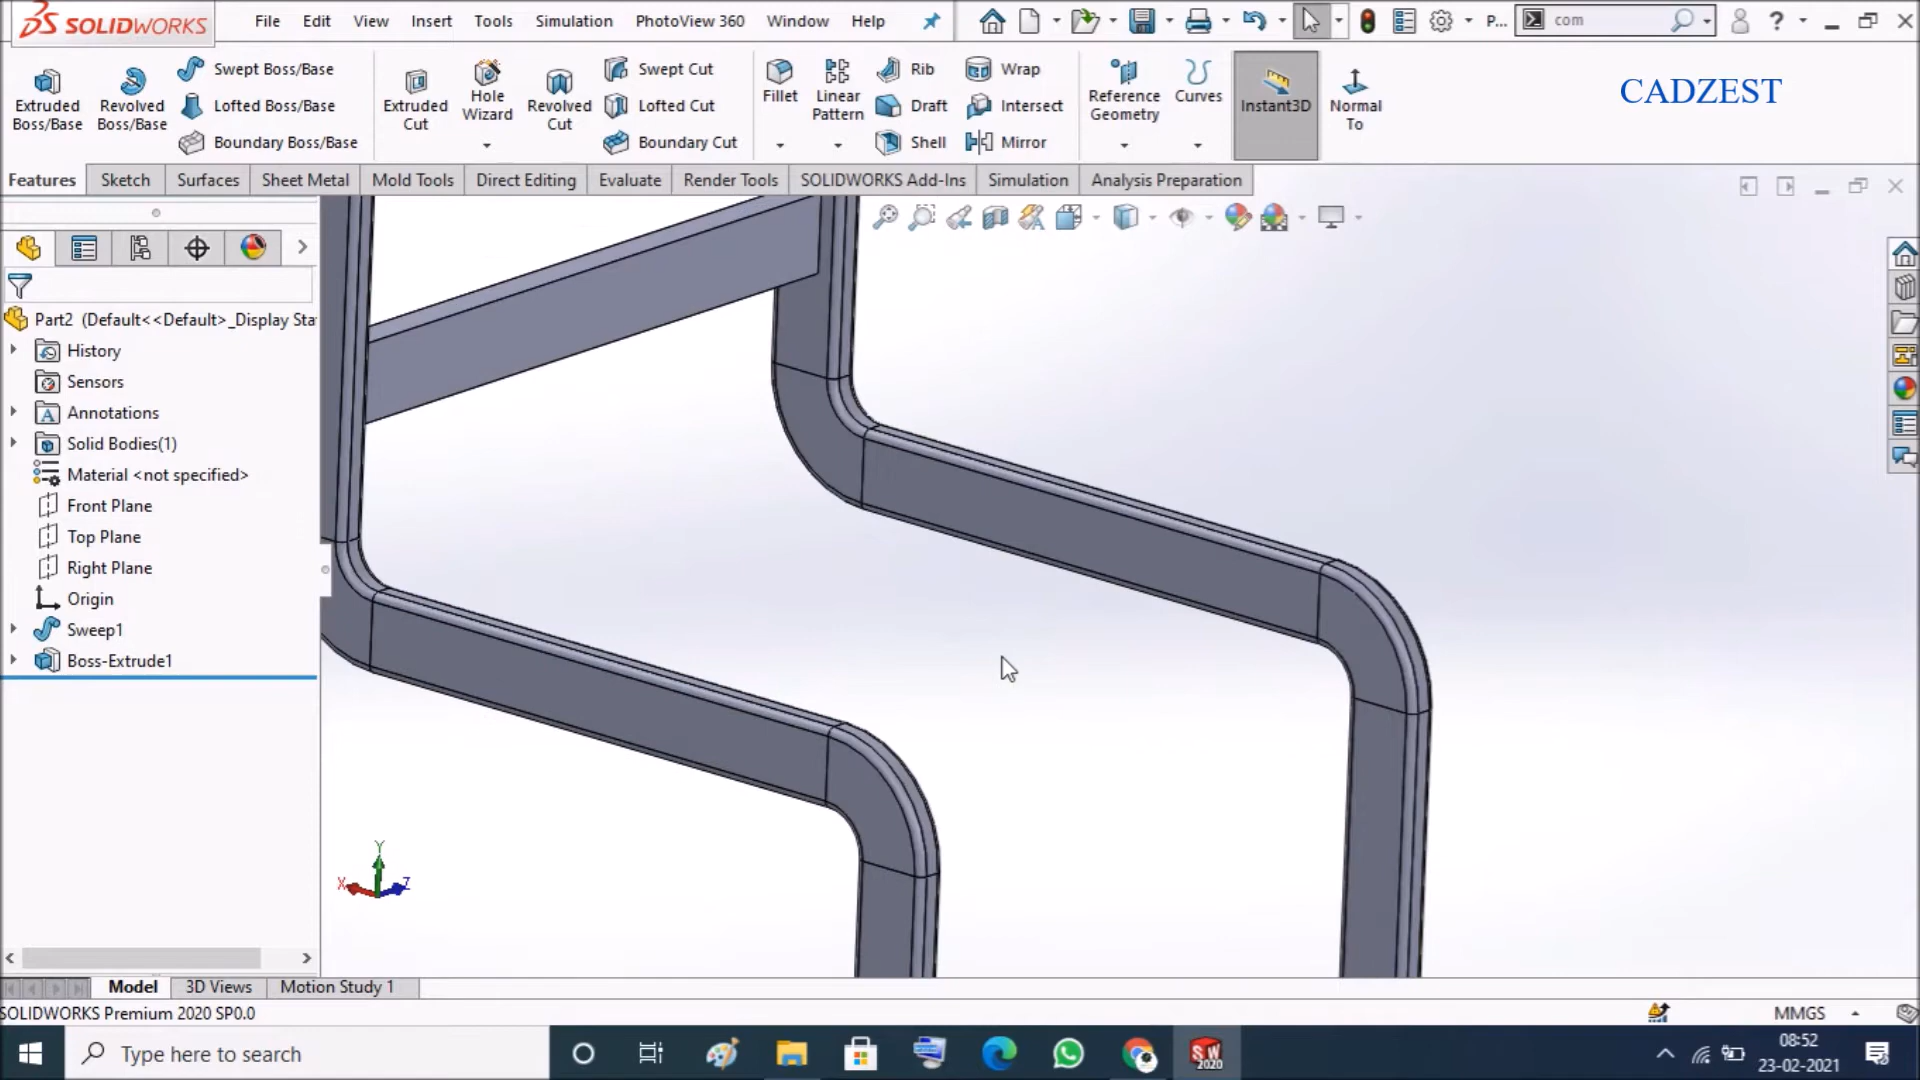 SOLIDWORKS
File Edit View Insert Tools Simulation PhotoView 360 Window Help
P...
com
Extruded Boss/Base
Revolved Boss/Base
Swept Boss/Base
Lofted Boss/Base
Boundary Boss/Base
Extruded Cut
Hole Wizard
Revolved Cut
Swept Cut
Lofted Cut
Boundary Cut
Fillet
Linear Pattern
Rib
Draft
Shell
Wrap
Intersect
Mirror
Reference Geometry
Curves
Instant3D
Normal To
CADZEST
Features Sketch Surfaces Sheet Metal Mold Tools Direct Editing Evaluate Render Tools SOLIDWORKS Add-Ins Simulation Analysis Preparation
Part2 (Default<<Default>_Display Sta
History
Sensors
A Annotations
Solid Bodies(1)
Material <not specified>
Front Plane
Top Plane
Right Plane
Origin
Sweep1
Boss-Extrude1
Y
X Z
Model 3D Views Motion Study 1
SOLIDWORKS Premium 2020 SP0.0
MMGS
Type here to search
SW 2020
08:52
23-02-2021